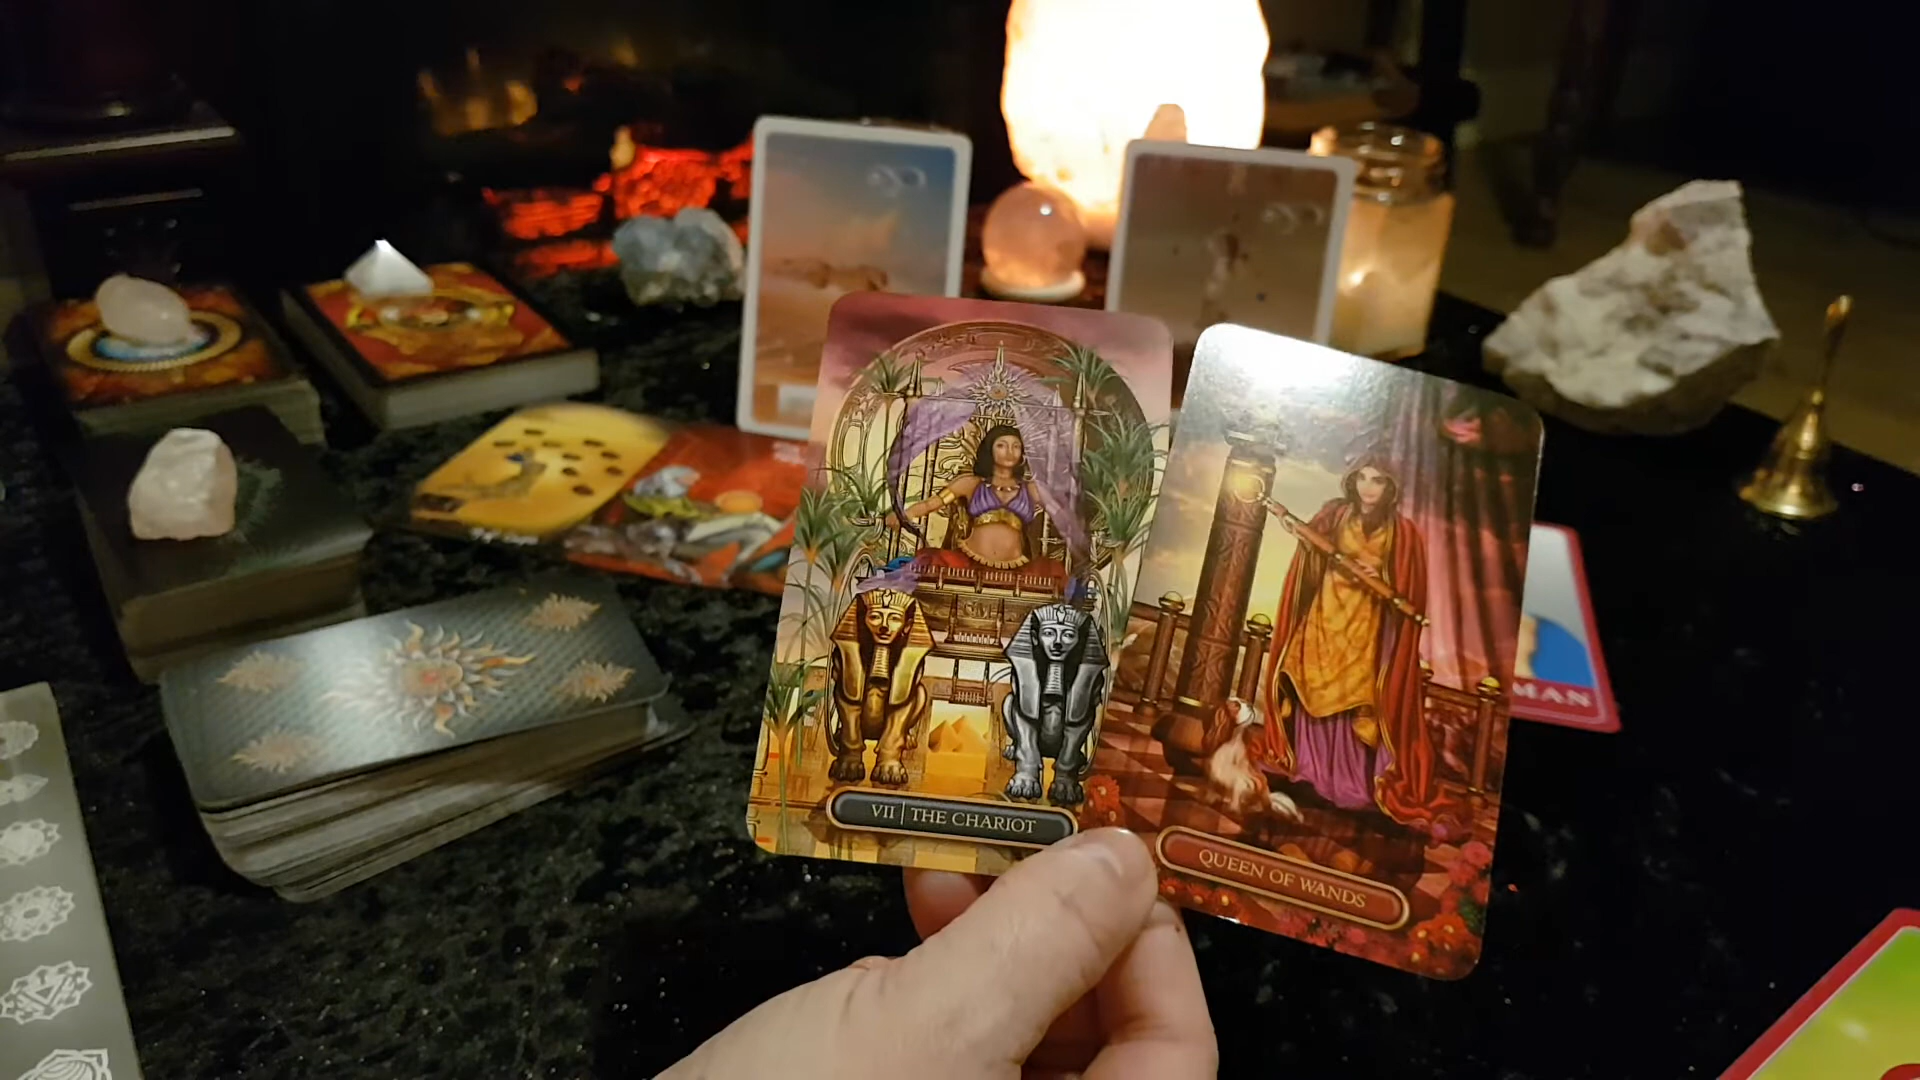 VII | THE CHARIOT
QUEEN OF WANDS
MAN